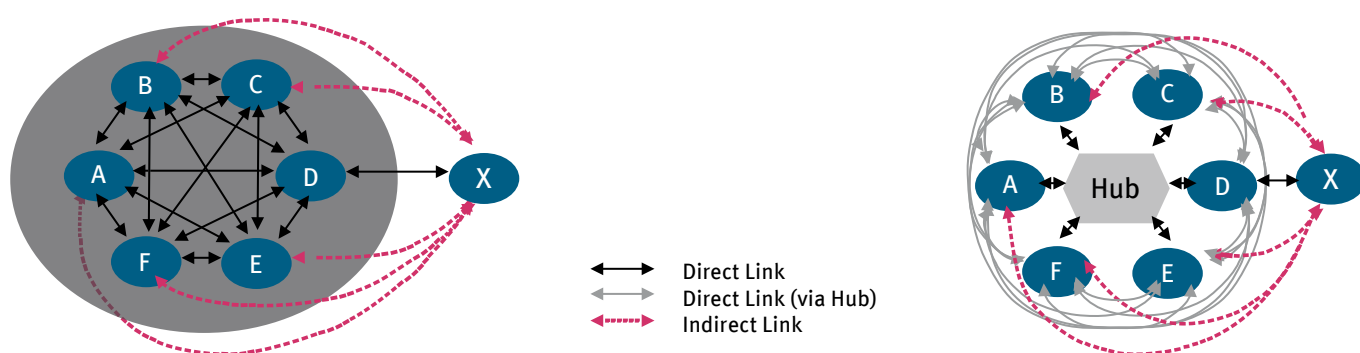 B
C
A
D
X
F
E
Direct Link
Direct Link (via Hub)
Indirect Link
B
C
A
Hub
D
X
F
E